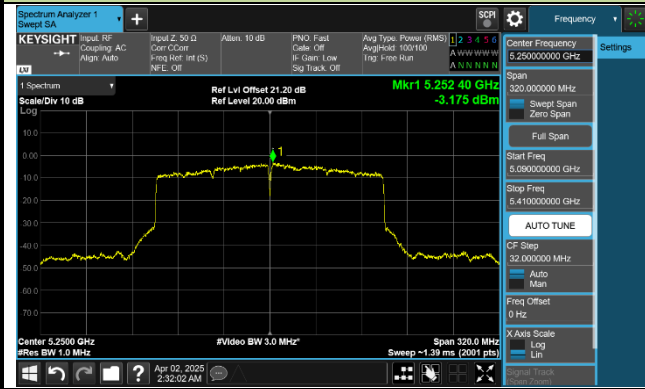 Spectrum Analyzer 1
Swept SA
SCPI
Frequency
KEYSIGHT
Input: RF
Coupling: AC
Align: Auto
Input Z: 50 Ω
Corr CCorr
Freq Ref: Int (S)
NFE: Off
Atten: 10 dB
PNO: Fast
Gate: Off
IF Gain: Low
Sig Track: Off
Avg Type: Power (RMS)
Avg|Hold: 100/100
Trig: Free Run
1 2 3 4 5 6
A W W W W W
A N N N N N
LXI
1 Spectrum
Scale/Div 10 dB
Log
Ref Lvl Offset 21.20 dB
Ref Level 20.00 dBm
Mkr1 5.252 40 GHz
-3.175 dBm
1
10.0
0.00
-10.0
-20.0
-30.0
-40.0
-50.0
-60.0
-70.0
Center 5.2500 GHz
#Res BW 1.0 MHz
#Video BW 3.0 MHz*
Span 320.0 MHz
Sweep ~1.39 ms (2001 pts)
Apr 02, 2025
2:32:02 AM
Center Frequency
5.250000000 GHz
Settings
Span
320.000000 MHz
Swept Span
Zero Span
Full Span
Start Freq
5.090000000 GHz
Stop Freq
5.410000000 GHz
AUTO TUNE
CF Step
32.000000 MHz
Auto
Man
Freq Offset
0 Hz
X Axis Scale
Log
Lin
Signal Track
(Span Zoom)